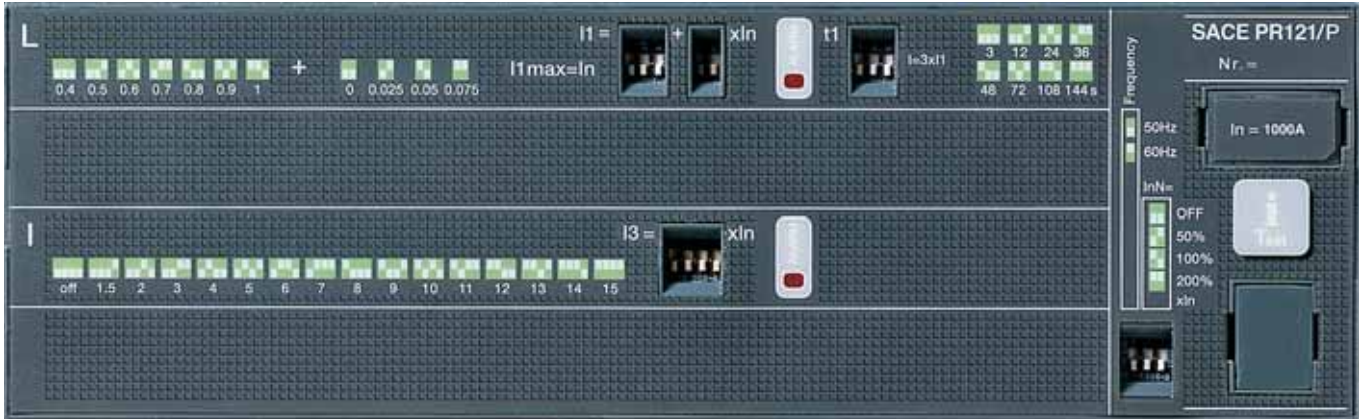 L
I1 =
+
xIn
t1
SACE PR121/P
I1max=In
I=3xI1
3 12 24 36
48 72 108 144 s
0.4 0.5 0.6 0.7 0.8 0.9 1
+
0 0.025 0.05 0.075
Frequency
50Hz
60Hz
Nr. =
In = 1000A
InN=
OFF
50%
100%
200%
xIn
i
Test
I
I3 =
xIn
off 1.5 2 3 4 5 6 7 8 9 10 11 12 13 14 15